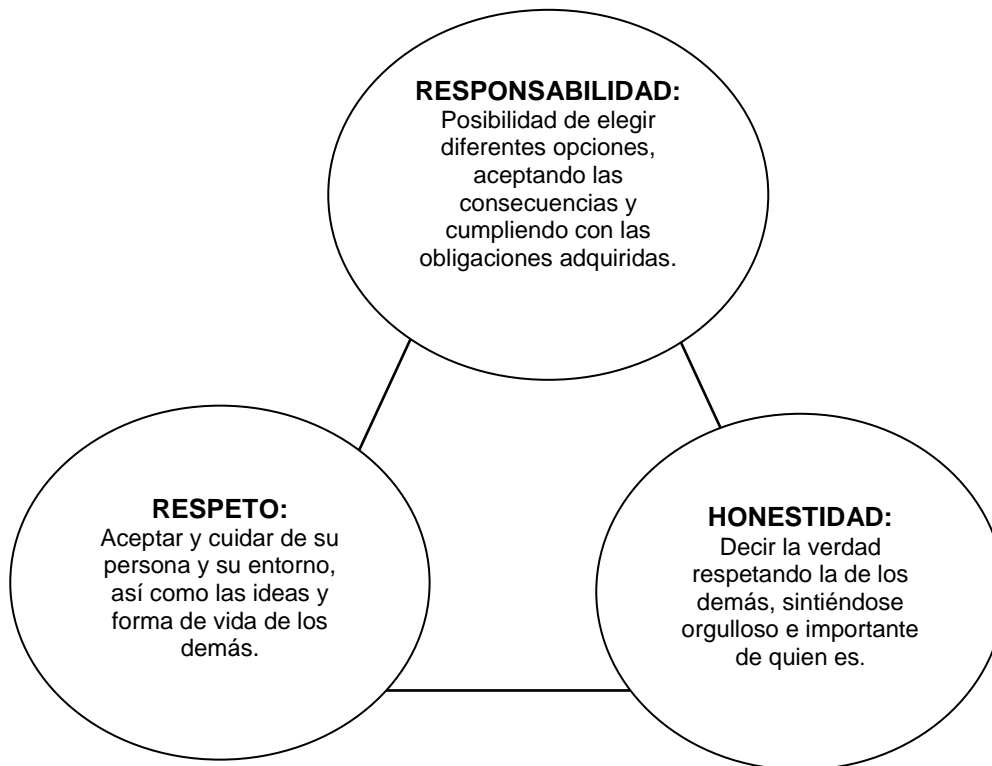 RESPONSABILIDAD:
Posibilidad de elegir
diferentes opciones,
aceptando las
consecuencias y
cumpliendo con las
obligaciones adquiridas.
RESPETO:
Aceptar y cuidar de su
persona y su entorno,
así como las ideas y
forma de vida de los
demás.
HONESTIDAD:
Decir la verdad
respetando la de los
demás, sintiéndose
orgulloso e importante
de quien es.